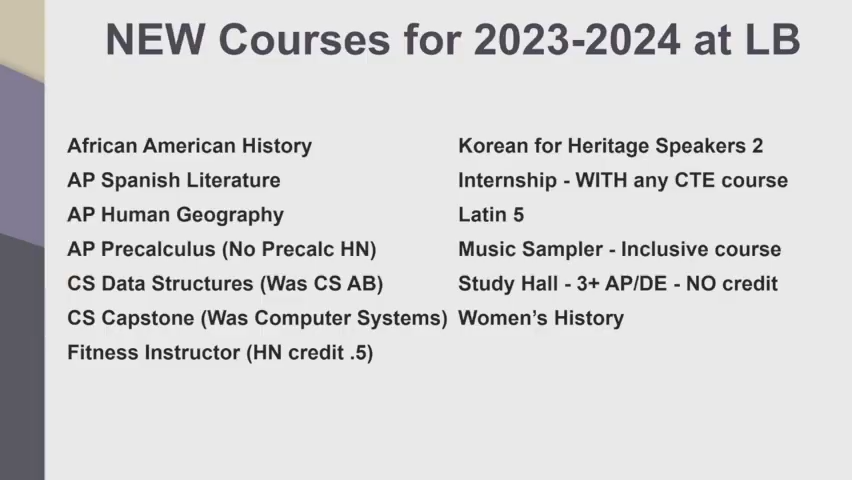 NEW Courses for 2023-2024 at LB
African American History
AP Spanish Literature
AP Human Geography
AP Precalculus (No Precalc HN)
CS Data Structures (Was CS AB)
CS Capstone (Was Computer Systems)
Fitness Instructor (HN credit .5)
Korean for Heritage Speakers 2
Internship - WITH any CTE course
Latin 5
Music Sampler - Inclusive course
Study Hall - 3+ AP/DE - NO credit
Women’s History